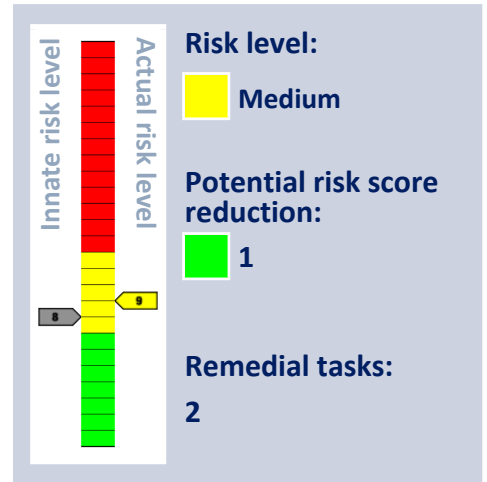 Innate risk level
Actual risk level
8
9
Risk level:
Medium
Potential risk score
reduction:
1
Remedial tasks:
2